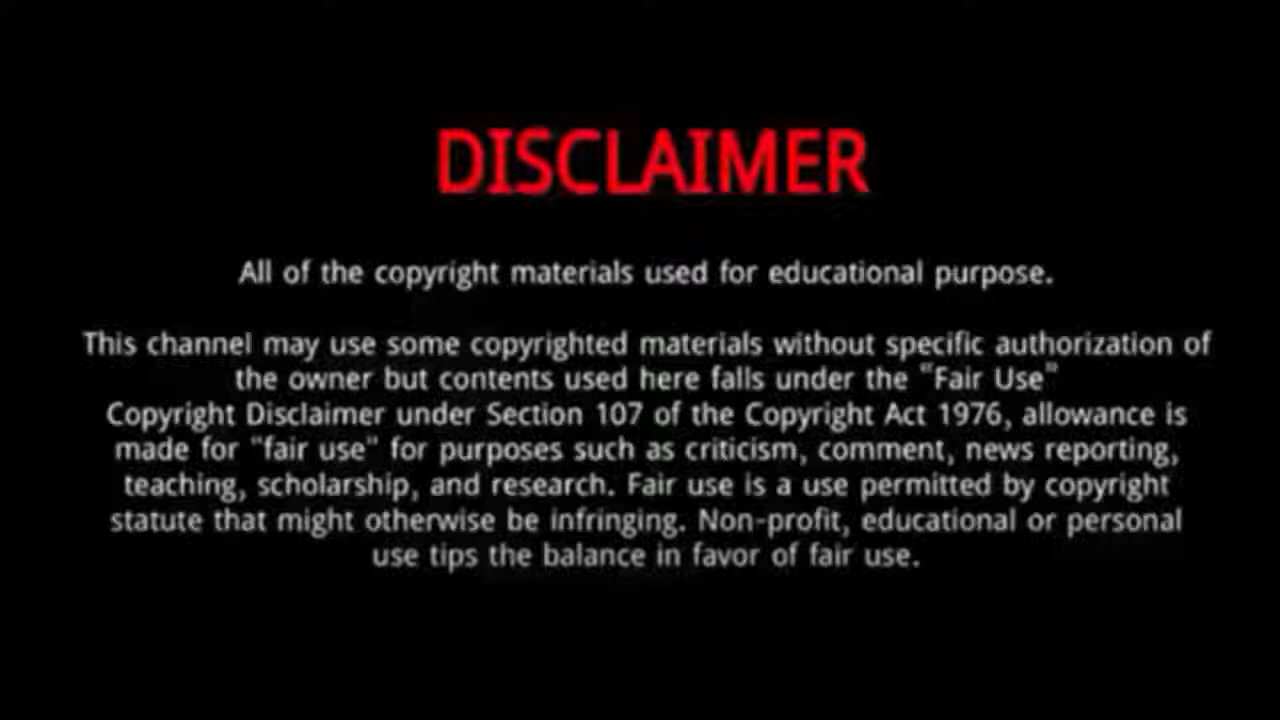 DISCLAIMER
All of the copyright materials used for educational purpose.
This channel may use some copyrighted materials without specific authorization of
the owner but contents used here falls under the "Fair Use"
Copyright Disclaimer under Section 107 of the Copyright Act 1976, allowance is
made for "fair use" for purposes such as criticism, comment, news reporting,
teaching, scholarship, and research. Fair use is a use permitted by copyright
statute that might otherwise be infringing. Non-profit, educational or personal
use tips the balance in favor of fair use.